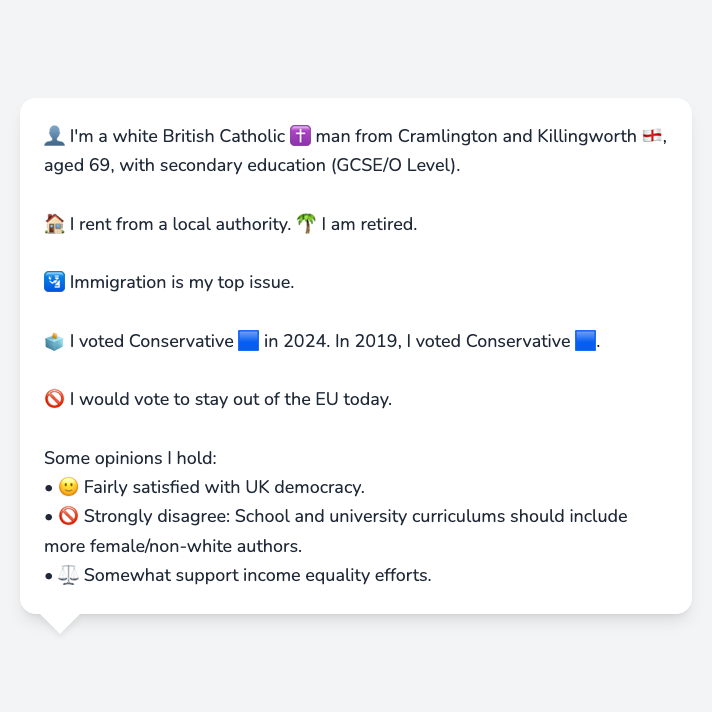 👤 I'm a white British Catholic ✝️ man from Cramlington and Killingworth 🏴󠁧󠁢󠁥󠁮󠁧󠁿,
aged 69, with secondary education (GCSE/O Level).
🏠 I rent from a local authority. 🌴 I am retired.
🛂 Immigration is my top issue.
🗳️ I voted Conservative 🟦 in 2024. In 2019, I voted Conservative 🟦.
🚫 I would vote to stay out of the EU today.
Some opinions I hold:
• 🙂 Fairly satisfied with UK democracy.
• 🚫 Strongly disagree: School and university curriculums should include
more female/non-white authors.
• ⚖️ Somewhat support income equality efforts.